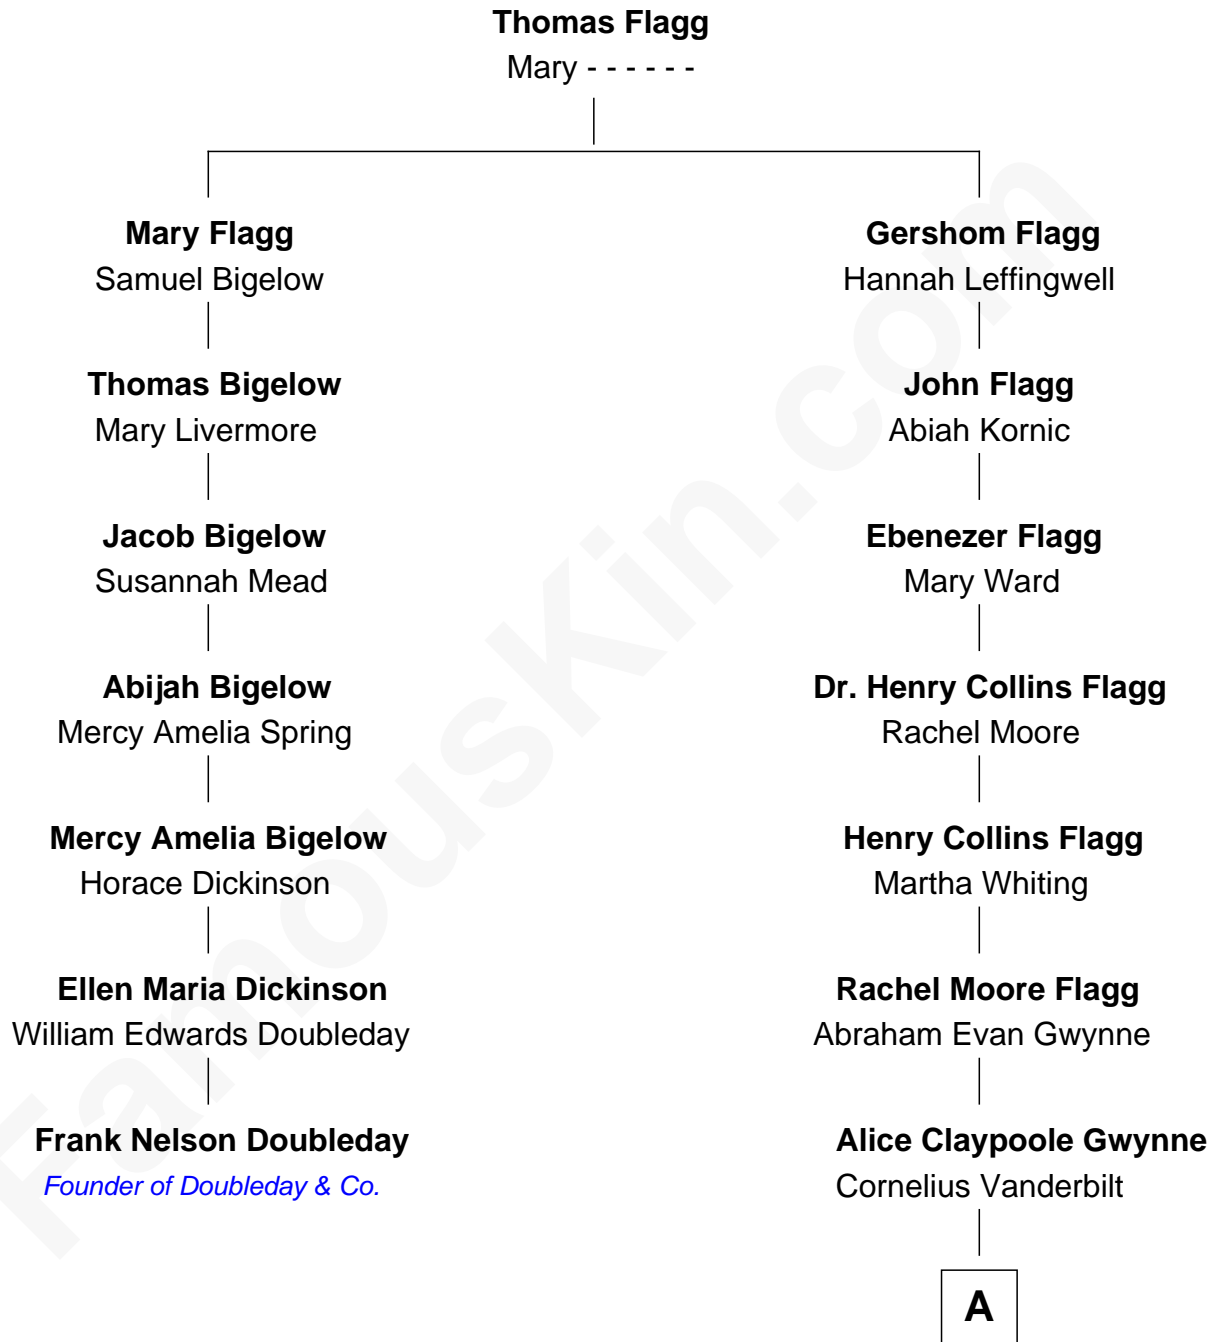 Thomas Flagg
Mary - - - - - -
Mary Flagg
Samuel Bigelow
Gershom Flagg
Hannah Leffingwell
Thomas Bigelow
Mary Livermore
John Flagg
Abiah Kornic
Jacob Bigelow
Susannah Mead
Ebenezer Flagg
Mary Ward
Abijah Bigelow
Mercy Amelia Spring
Dr. Henry Collins Flagg
Rachel Moore
Mercy Amelia Bigelow
Horace Dickinson
Henry Collins Flagg
Martha Whiting
Ellen Maria Dickinson
William Edwards Doubleday
Rachel Moore Flagg
Abraham Evan Gwynne
Frank Nelson Doubleday
Founder of Doubleday & Co.
Alice Claypoole Gwynne
Cornelius Vanderbilt
A
FamousKin.com